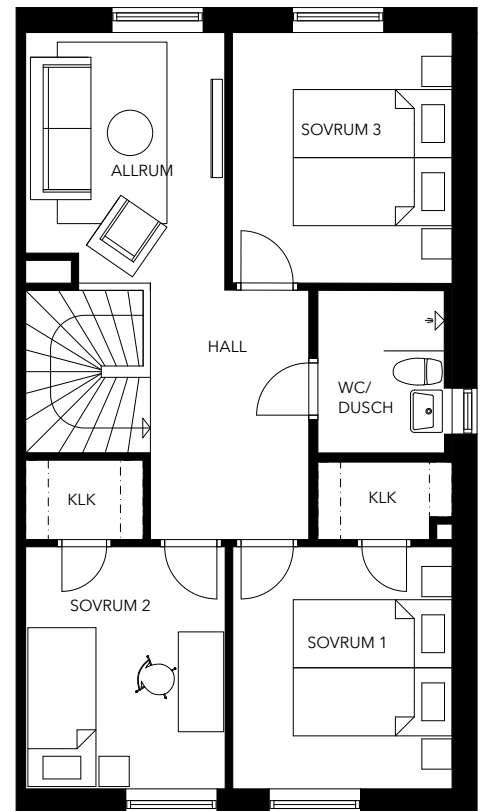 SOVRUM 3
ALLRUM
HALL
WC/
DUSCH
KLK
KLK
SOVRUM 2
SOVRUM 1